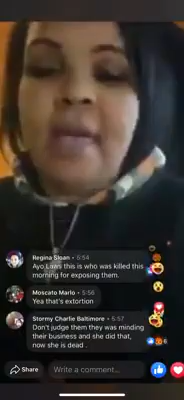 Regina Sloan • 5:54
Ayo Laws this is who was killed this
morning for exposing them.
Moscato Marlo • 5:56
Yea that's extortion
Stormy Charlie Baltimore • 5:57
Don't judge them they was minding
their business and she did that,
now she is dead .
6
Share
Write a comment...